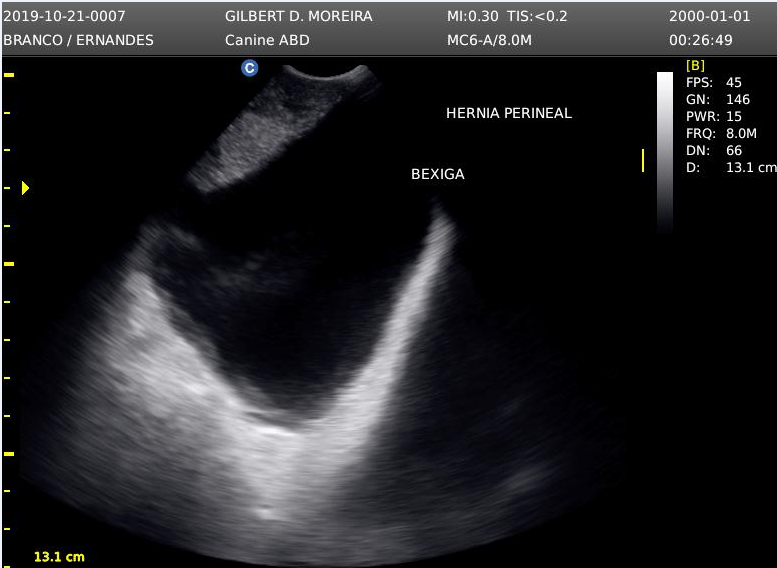 2019-10-21-0007 GILBERT D. MOREIRA MI:0.30 TIS:<0.2 2000-01-01
BRANCO / ERNANDES Canine ABD MC6-A/8.0M 00:26:49
C
[B]
FPS: 45
GN: 146
PWR: 15
FRQ: 8.0M
DN: 66
D: 13.1 cm
HERNIA PERINEAL
BEXIGA
13.1 cm